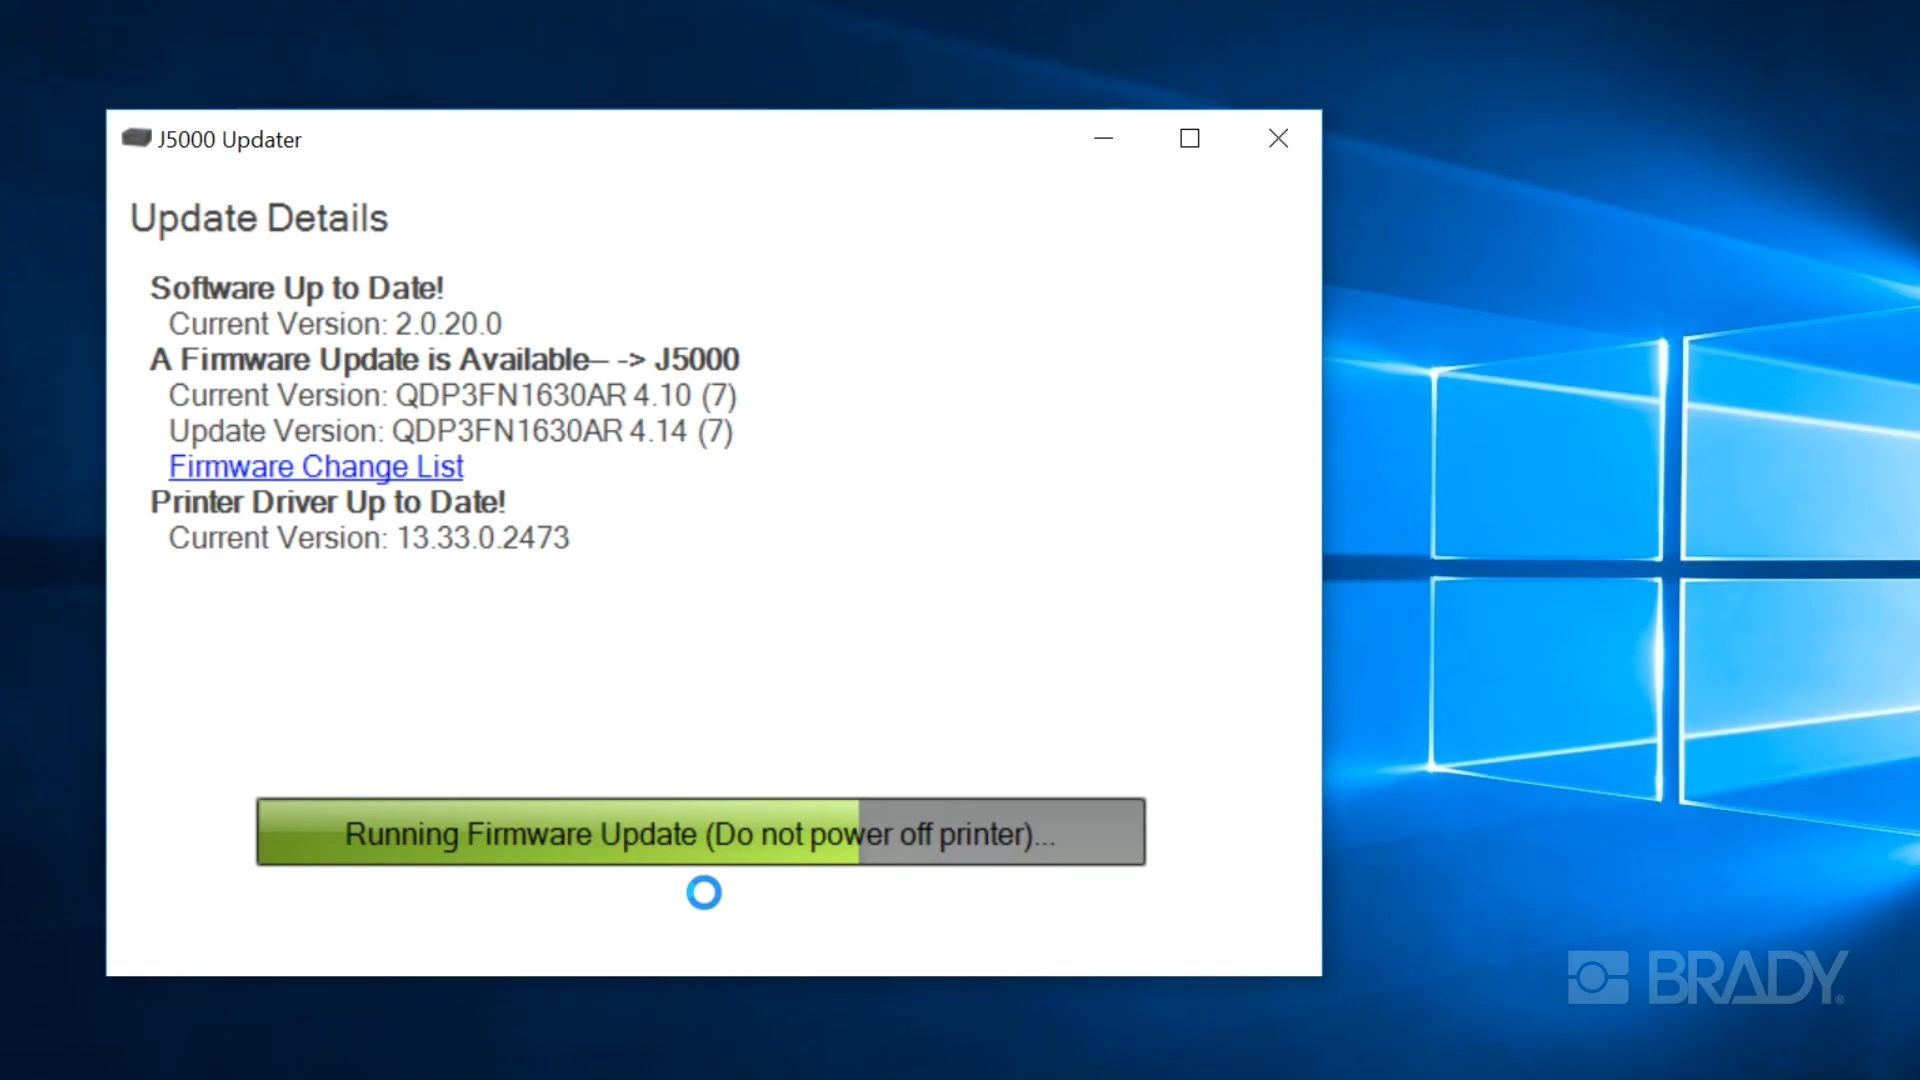 J5000 Updater
Update Details
Software Up to Date!
Current Version: 2.0.20.0
A Firmware Update is Available-- -> J5000
Current Version: QDP3FN1630AR 4.10 (7)
Update Version: QDP3FN1630AR 4.14 (7)
Firmware Change List
Printer Driver Up to Date!
Current Version: 13.33.0.2473
Running Firmware Update (Do not power off printer)...
BRADY®